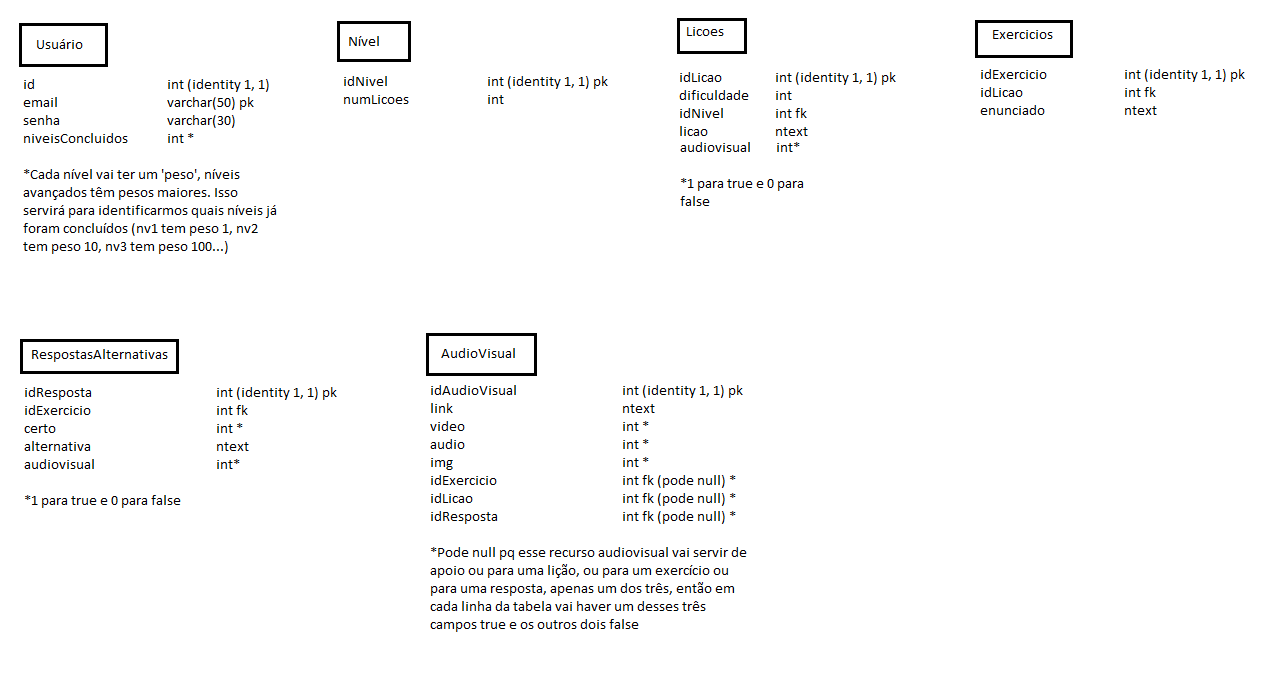 Usuário
id int (identity 1, 1)
email varchar(50) pk
senha varchar(30)
niveisConcluidos int *
*Cada nível vai ter um 'peso', níveis
avançados têm pesos maiores. Isso
servirá para identificarmos quais níveis já
foram concluídos (nv1 tem peso 1, nv2
tem peso 10, nv3 tem peso 100...)
Nível
idNivel int (identity 1, 1) pk
numLicoes int
Licoes
idLicao int (identity 1, 1) pk
dificuldade int
idNivel int fk
licao ntext
audiovisual int*
*1 para true e 0 para
false
Exercicios
idExercicio int (identity 1, 1) pk
idLicao int fk
enunciado ntext
RespostasAlternativas
idResposta int (identity 1, 1) pk
idExercicio int fk
certo int *
alternativa ntext
audiovisual int*
*1 para true e 0 para false
AudioVisual
idAudioVisual int (identity 1, 1) pk
link ntext
video int *
audio int *
img int *
idExercicio int fk (pode null) *
idLicao int fk (pode null) *
idResposta int fk (pode null) *
*Pode null pq esse recurso audiovisual vai servir de
apoio ou para uma lição, ou para um exercício ou
para uma resposta, apenas um dos três, então em
cada linha da tabela vai haver um desses três
campos true e os outros dois false